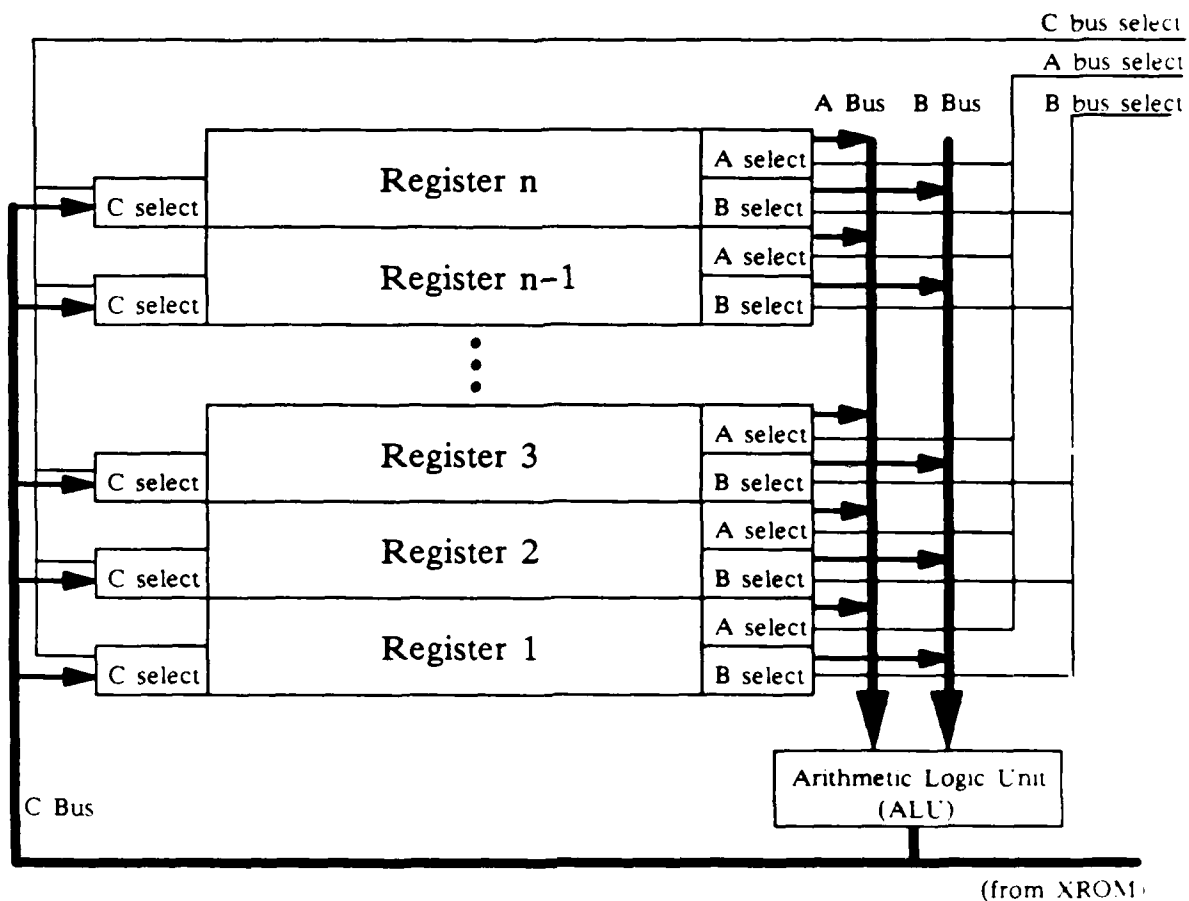 C bus select
A bus select
A Bus B Bus B bus select
A select
Register n
C select B select
A select
Register n-1
C select B select
A select
Register 3
C select B select
A select
Register 2
C select B select
A select
Register 1
C select B select
Arithmetic Logic Unit
(ALU)
C Bus
(from XROM)